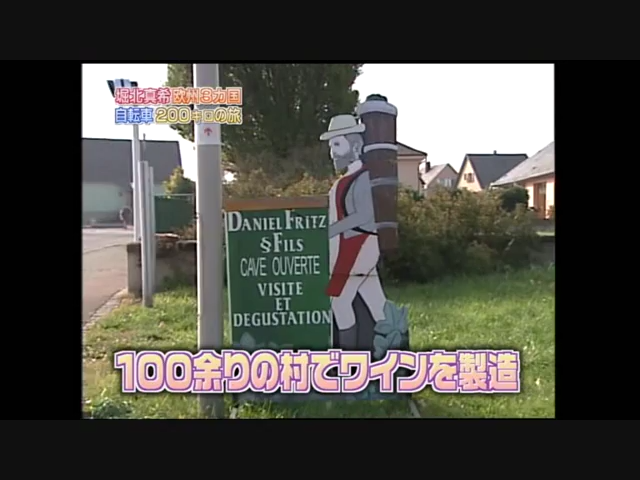 堀北真希 欧州3カ国
自転車 200キロの旅
DANIEL FRITZ
& FILS
CAVE OUVERTE
VISITE
ET
DEGUSTATION
100余りの村でワインを製造